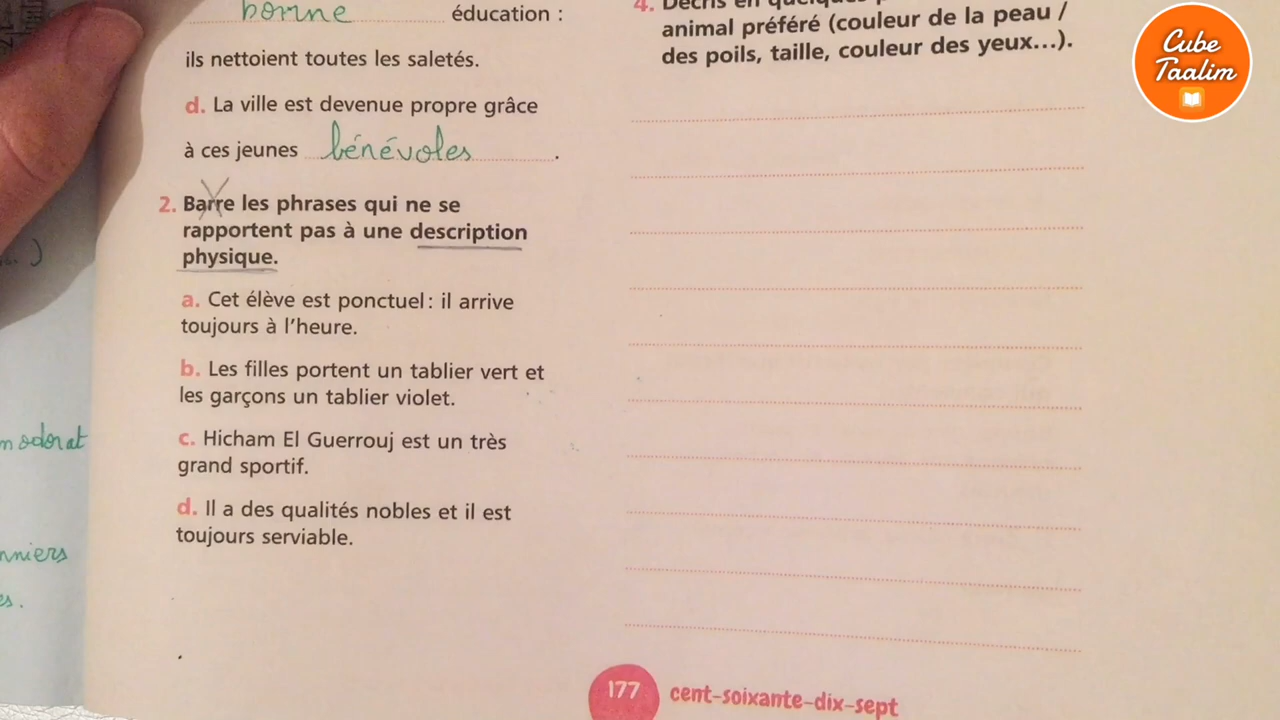 bonne éducation :
ils nettoient toutes les saletés.
d. La ville est devenue propre grâce
à ces jeunes bénévoles.
2. Barre les phrases qui ne se
rapportent pas à une description
physique.
a. Cet élève est ponctuel : il arrive
toujours à l'heure.
b. Les filles portent un tablier vert et
les garçons un tablier violet.
c. Hicham El Guerrouj est un très
grand sportif.
d. Il a des qualités nobles et il est
toujours serviable.
4. Décris en
animal préféré (couleur de la peau /
des poils, taille, couleur des yeux...).
177 cent-soixante-dix-sept
Cube
Taalim